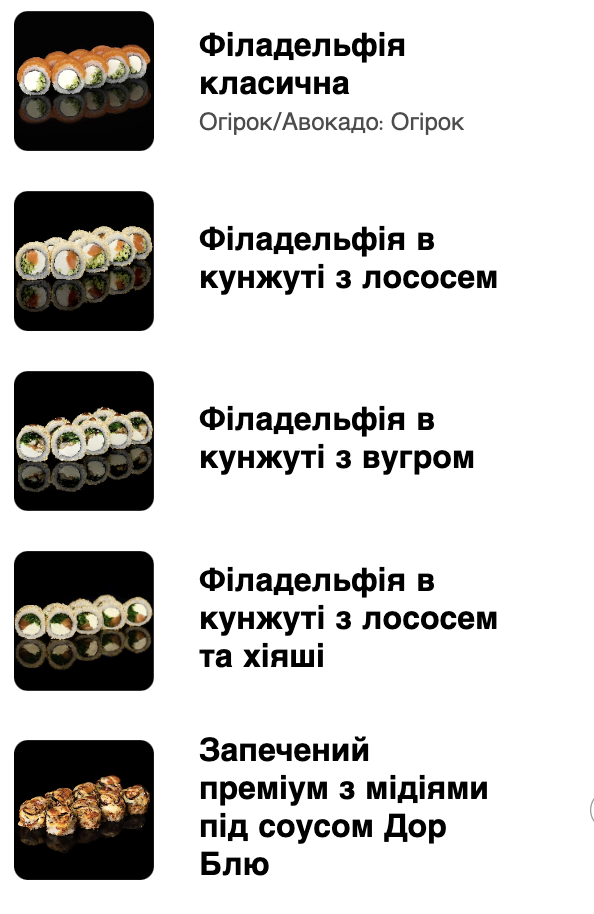 Філадельфія
класична
Огірок/Авокадо: Огірок
Філадельфія в
кунжуті з лососем
Філадельфія в
кунжуті з вугром
Філадельфія в
кунжуті з лососем
та хіяші
Запечений
преміум з мідіями
під соусом Дор
Блю